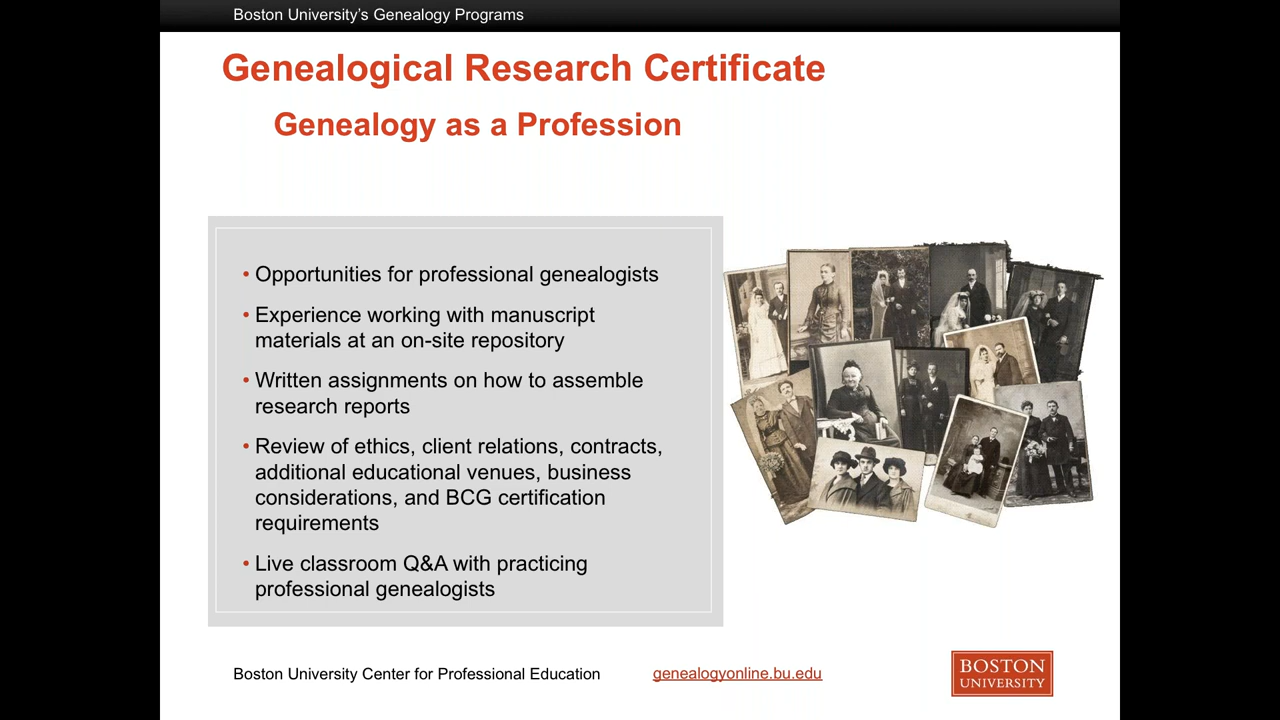 Boston University’s Genealogy Programs
Genealogical Research Certificate
Genealogy as a Profession
• Opportunities for professional genealogists
• Experience working with manuscript
materials at an on-site repository
• Written assignments on how to assemble
research reports
• Review of ethics, client relations, contracts,
additional educational venues, business
considerations, and BCG certification
requirements
• Live classroom Q&A with practicing
professional genealogists
Boston University Center for Professional Education
genealogyonline.bu.edu
BOSTON
UNIVERSITY